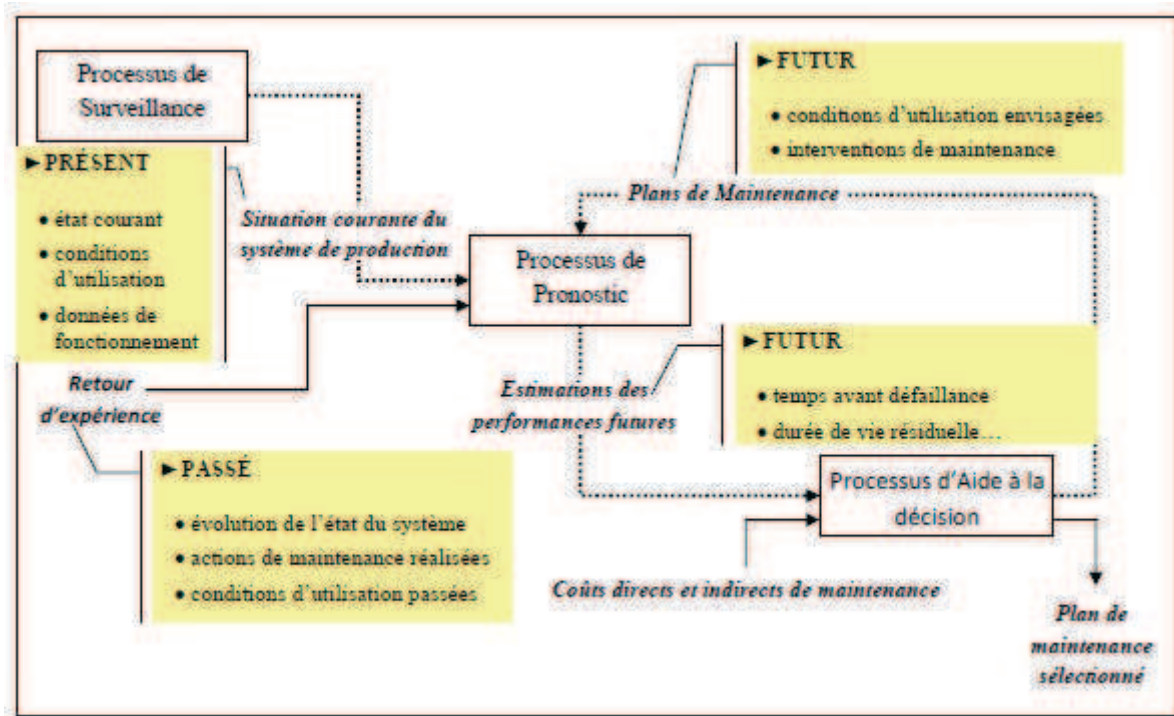 Processus de
Surveillance
►PRÉSENT
• état courant
• conditions
d'utilisation
• données de
fonctionnement
Situation courante du
système de production
Retour
d'expérience
►PASSÉ
• évolution de l'état du système
• actions de maintenance réalisées
• conditions d'utilisation passées
►FUTUR
• conditions d'utilisation envisagées
• interventions de maintenance
Plans de Maintenance
Processus de
Pronostic
►FUTUR
• temps avant défaillance
• durée de vie résiduelle…
Estimations des
performances futures
Processus d'Aide à la
décision
Coûts directs et indirects de maintenance
Plan de
maintenance
sélectionné